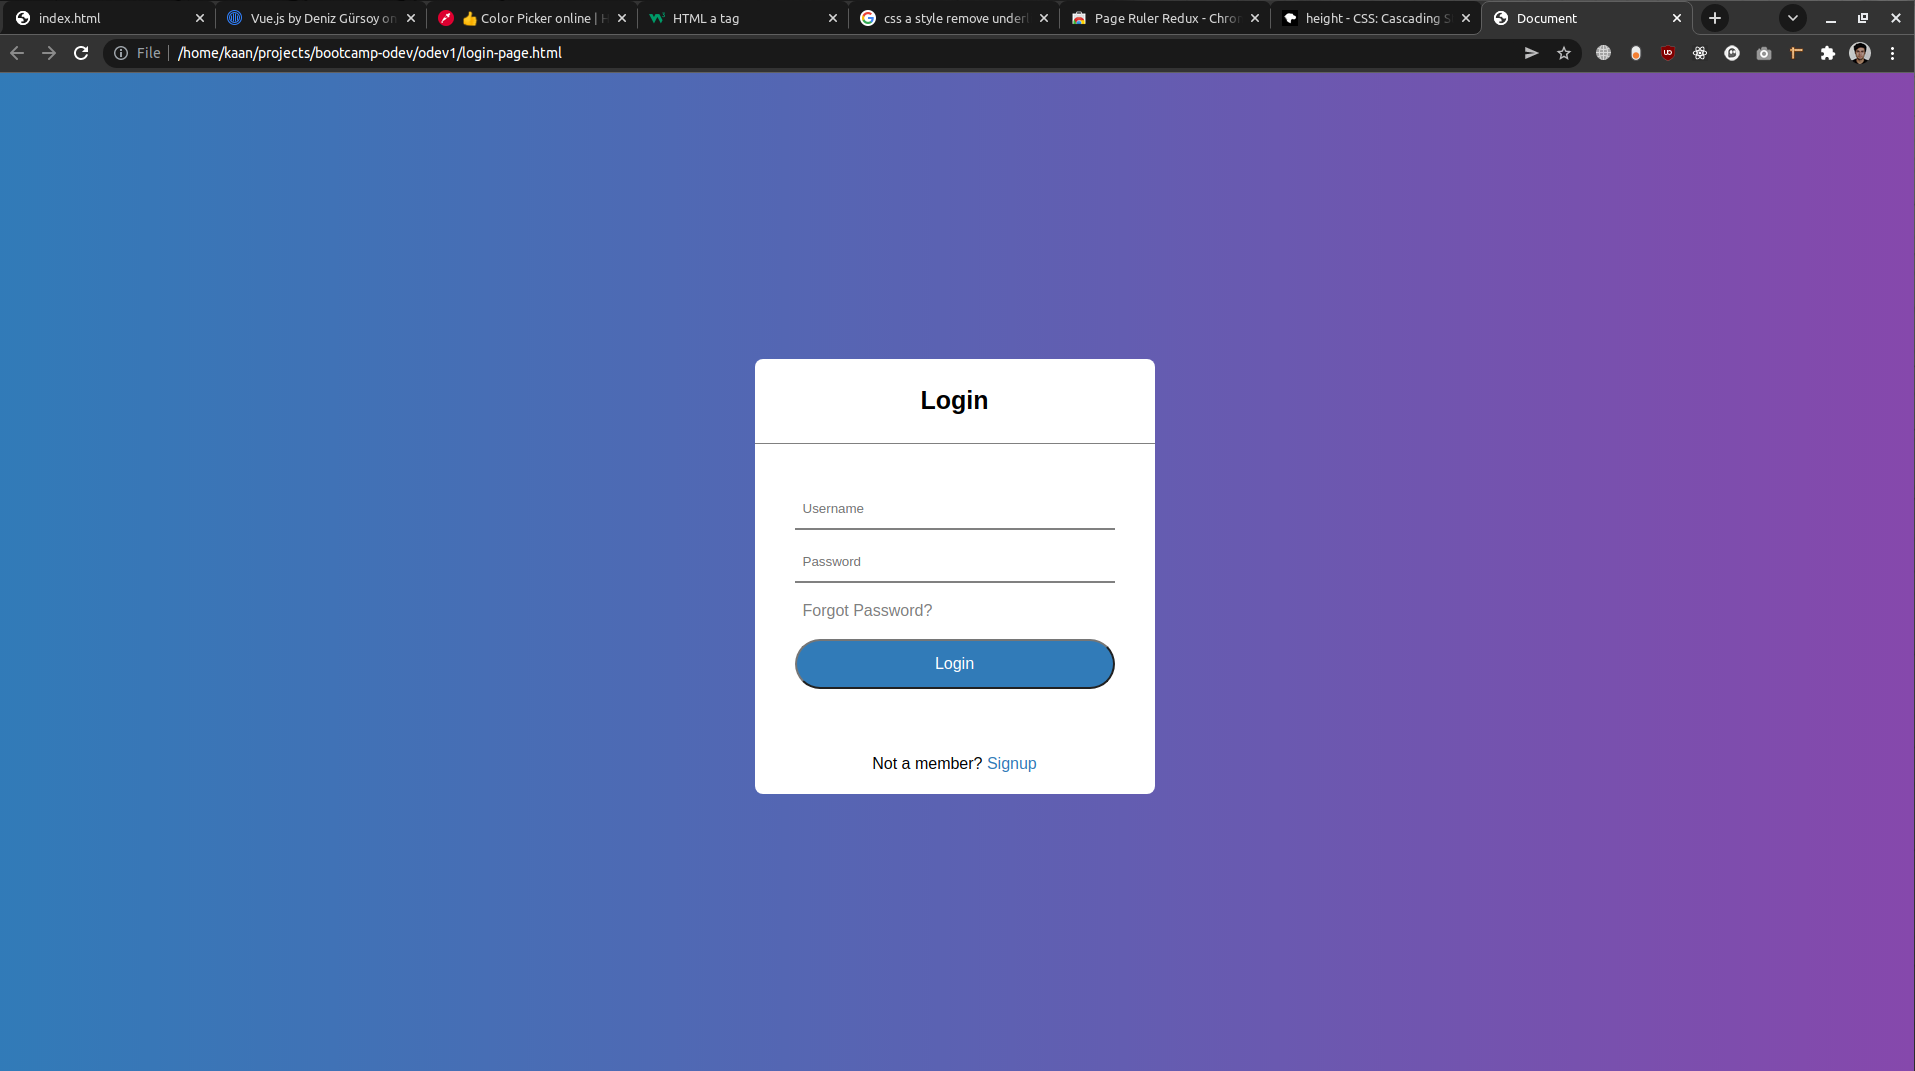 index.html
Vue.js by Deniz Gürsoy on
Color Picker online |
HTML a tag
css a style remove underl
Page Ruler Redux - Chro
height - CSS: Cascading S
Document
File
/home/kaan/projects/bootcamp-odev/odev1/login-page.html
Login
Username
Password
Forgot Password?
Login
Not a member? Signup